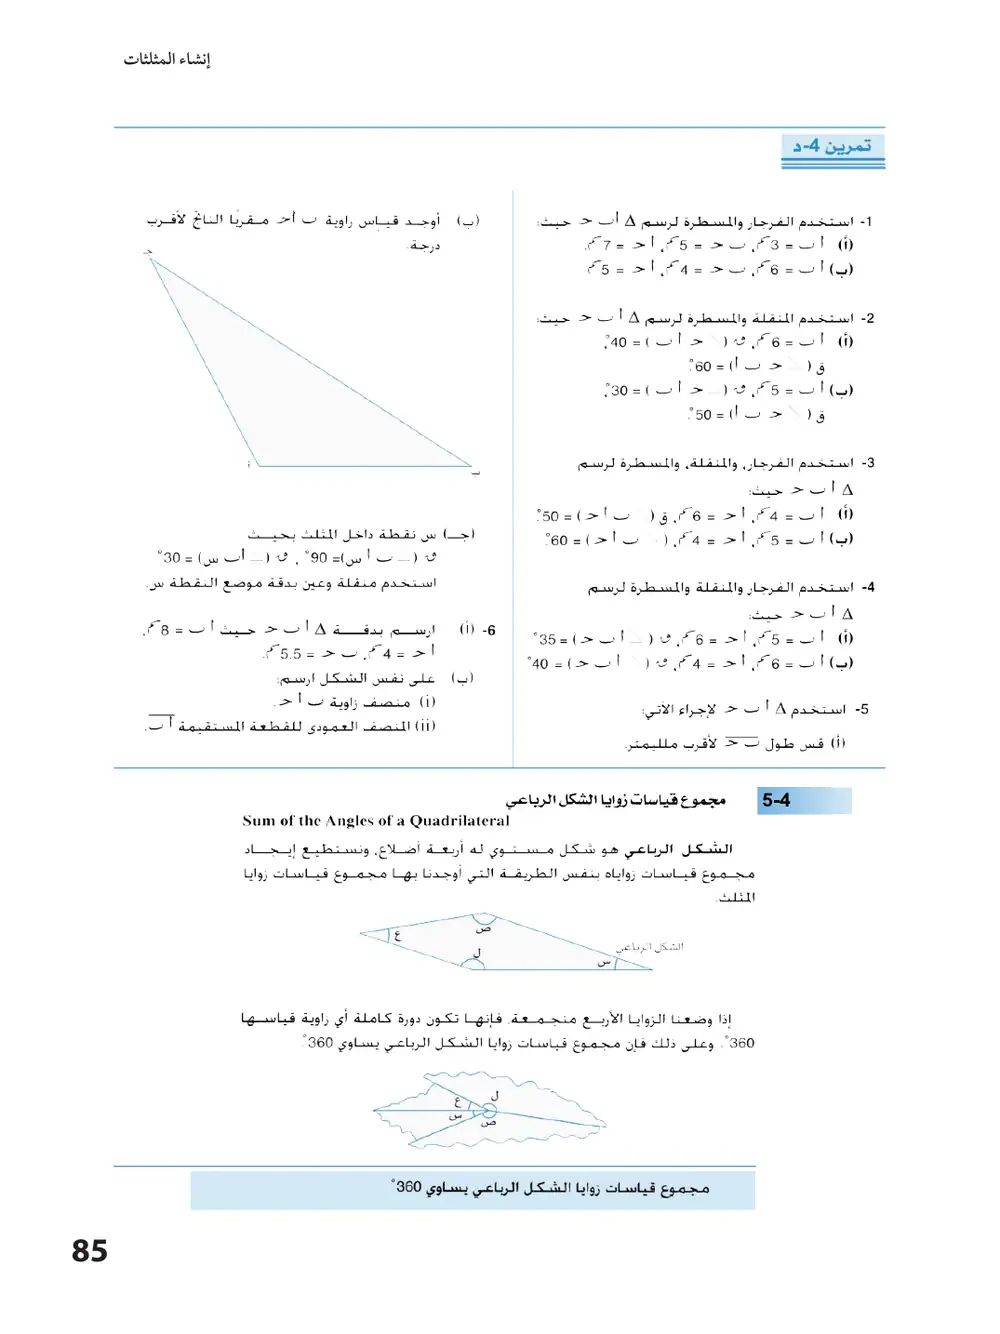 إنشاء المثلثات
تمرين 4-د
1- استخدم الفرجار والمسطرة لرسم Δ أ ب حـ حيث:
(أ) أ ب = 3 سم، ب حـ = 5 سم، أ حـ = 7 سم.
(ب) أ ب = 6 سم، ب حـ = 4 سم، أ حـ = 5 سم
2- استخدم المنقلة والمسطرة لرسم Δ أ ب حـ حيث:
(أ) أ ب = 6 سم، ق ( حـ أ ب ) = 40°،
ق ( حـ ب أ) = 60°.
(ب) أ ب = 5 سم، ق ( حـ أ ب ) = 30°،
ق ( حـ ب أ) = 50°.
3- استخدم الفرجار، والمنقلة، والمسطرة لرسم
Δ أ ب حـ حيث:
(أ) أ ب = 4 سم، أ حـ = 6 سم، ق ( ب أ حـ ) = 50°.
(ب) أ ب = 5 سم، أ حـ = 4 سم، ( ب أ حـ ) = 60°.
4- استخدم الفرجار والمنقلة والمسطرة لرسم
Δ أ ب حـ حيث:
(أ) أ ب = 5 سم، أ حـ = 6 سم، ق ( أ ب حـ ) = 35°
(ب) أ ب = 6 سم، أ حـ = 4 سم، ق ( أ ب حـ ) = 40°
5- استخدم Δ أ ب حـ لإجراء الآتي:
(أ) قس طول ب حـ لأقرب ملليمتر.
(ب) أوجد قياس زاوية ب أ حـ مقربًا الناتج لأقرب
درجة.
حـ
أ
ب
(جـ) س نقطة داخل المثلث بحيث
ق ( ب أ س) = 90° ، ق ( أ ب س) = 30°
استخدم منقلة وعين بدقة موضع النقطة س.
6- (أ) ارسم بدقة Δ أ ب حـ حيث أ ب = 8 سم،
أ حـ = 4 سم، ب حـ = 5.5 سم.
(ب) على نفس الشكل ارسم:
(i) منصف زاوية ب أ حـ.
(ii) المنصف العمودي للقطعة المستقيمة أ ب.
5-4 مجموع قياسات زوايا الشكل الرباعي
Sum of the Angles of a Quadrilateral
الشكل الرباعي هو شكل مستوي له أربعة أضلاع، ونستطيع إيجاد
مجموع قياسات زواياه بنفس الطريقة التي أوجدنا بها مجموع قياسات زوايا
المثلث.
ص
ع
ل
س
الشكل الرباعي
إذا وضعنا الزوايا الأربع متجمعة. فإنها تكون دورة كاملة أي زاوية قياسها
360°. وعلى ذلك فإن مجموع قياسات زوايا الشكل الرباعي يساوي 360°.
ل
ع
س
ص
مجموع قياسات زوايا الشكل الرباعي يساوي 360°
85